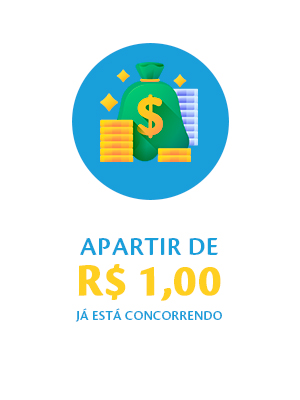 $
APARTIR DE
R$ 1,00
JÁ ESTÁ CONCORRENDO